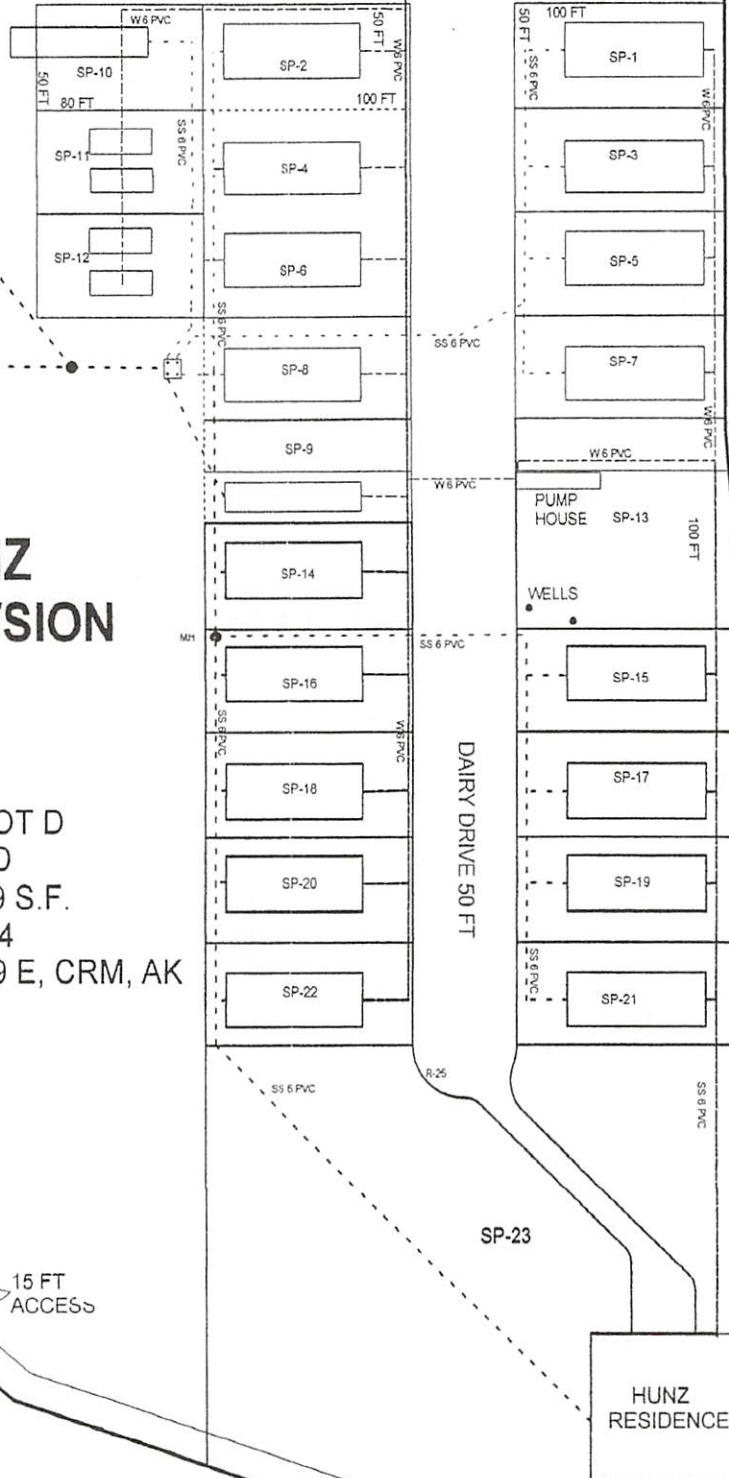 W 6 PVC
50 FT
W6 PVC
50 FT
100 FT
SP-10
SP-2
SS 6 PVC
SP-1
50 FT
80 FT
100 FT
W 6 PVC
SS 6 PVC
SP-11
SP-4
SP-3
SP-12
SP-6
SP-5
SS 6 PVC
SS 6 PVC
SP-8
SP-7
W 6 PVC
SP-9
W 6 PVC
W 6 PVC
PUMP
HOUSE
SP-13
100 FT
Z
SION
SP-14
WELLS
MH
SS 6 PVC
SP-16
SP-15
SS 6 PVC
W6 PVC
DAIRY DRIVE 50 FT
SP-18
SP-17
OT D
D
9 S.F.
4
9 E, CRM, AK
SP-20
SP-19
SS 6 PVC
SP-22
SP-21
R-25
SS 6 PVC
SS 6 PVC
SP-23
15 FT
ACCESS
HUNZ
RESIDENCE